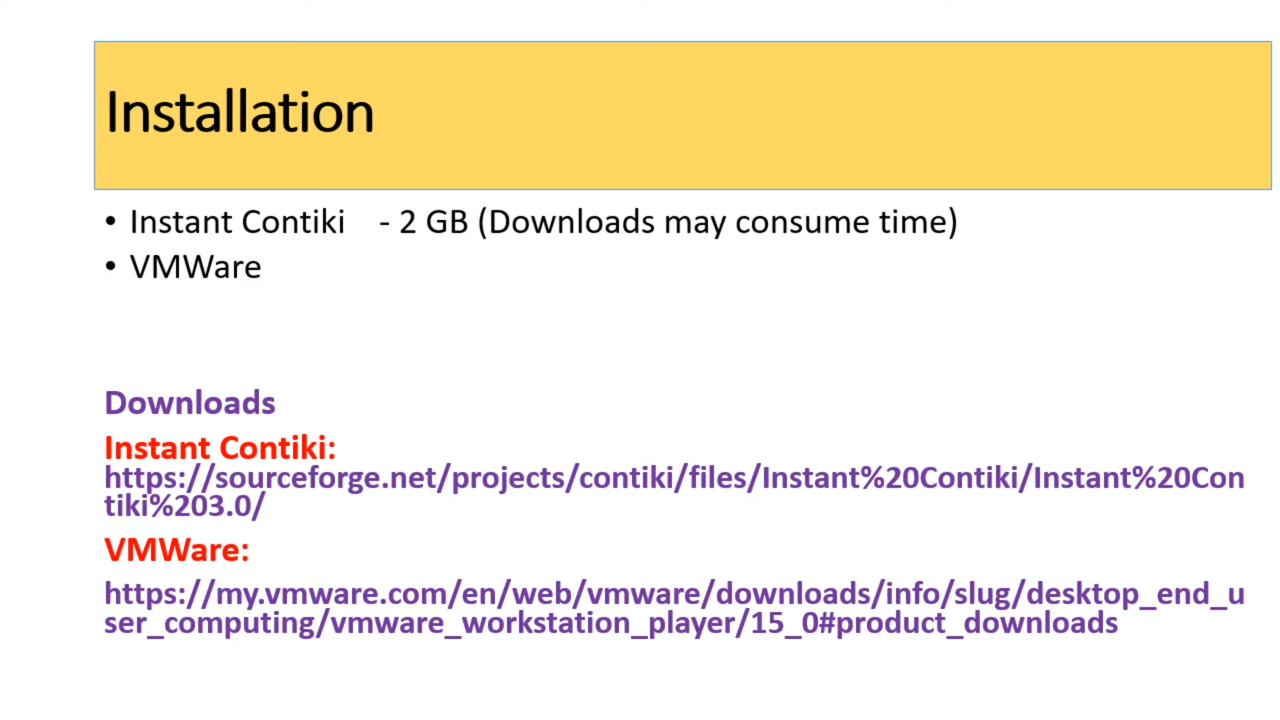 Installation
• Instant Contiki - 2 GB (Downloads may consume time)
• VMWare
Downloads
Instant Contiki:
https://sourceforge.net/projects/contiki/files/Instant%20Contiki/Instant%20Con
tiki%203.0/
VMWare:
https://my.vmware.com/en/web/vmware/downloads/info/slug/desktop_end_u
ser_computing/vmware_workstation_player/15_0#product_downloads